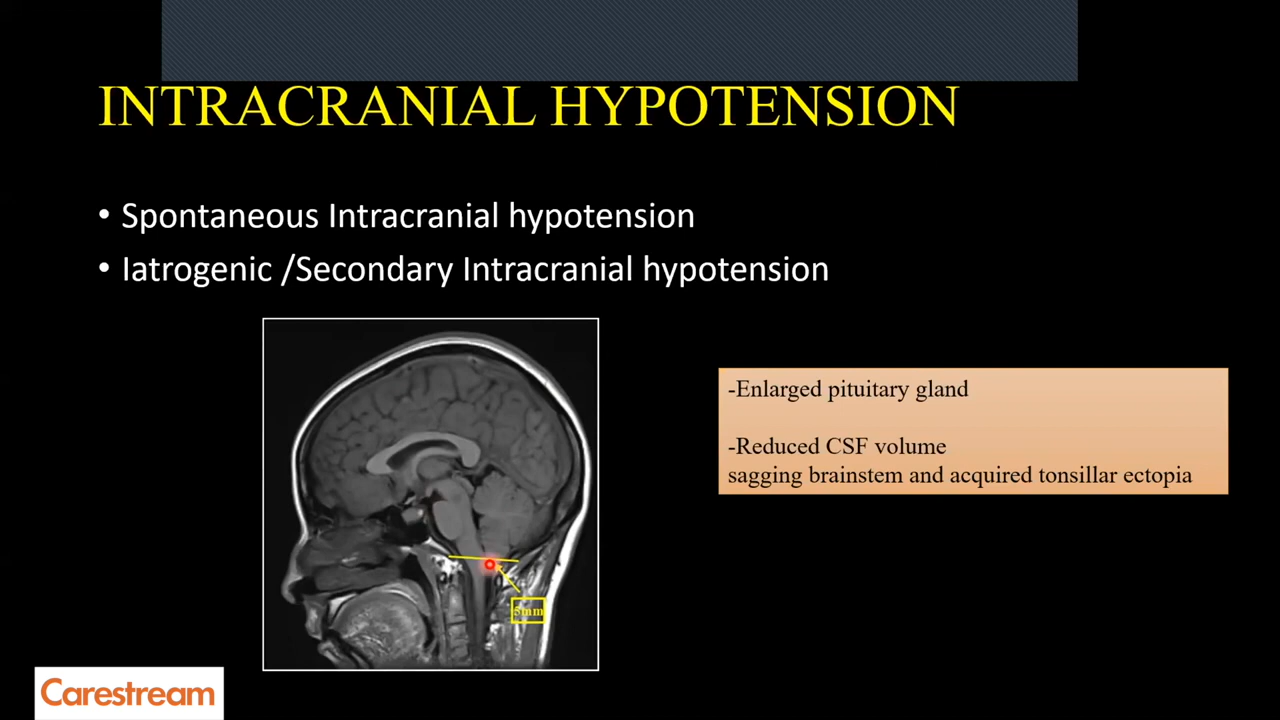 INTRACRANIAL HYPOTENSION
• Spontaneous Intracranial hypotension
• Iatrogenic /Secondary Intracranial hypotension
-Enlarged pituitary gland
-Reduced CSF volume
sagging brainstem and acquired tonsillar ectopia
5mm
Carestream